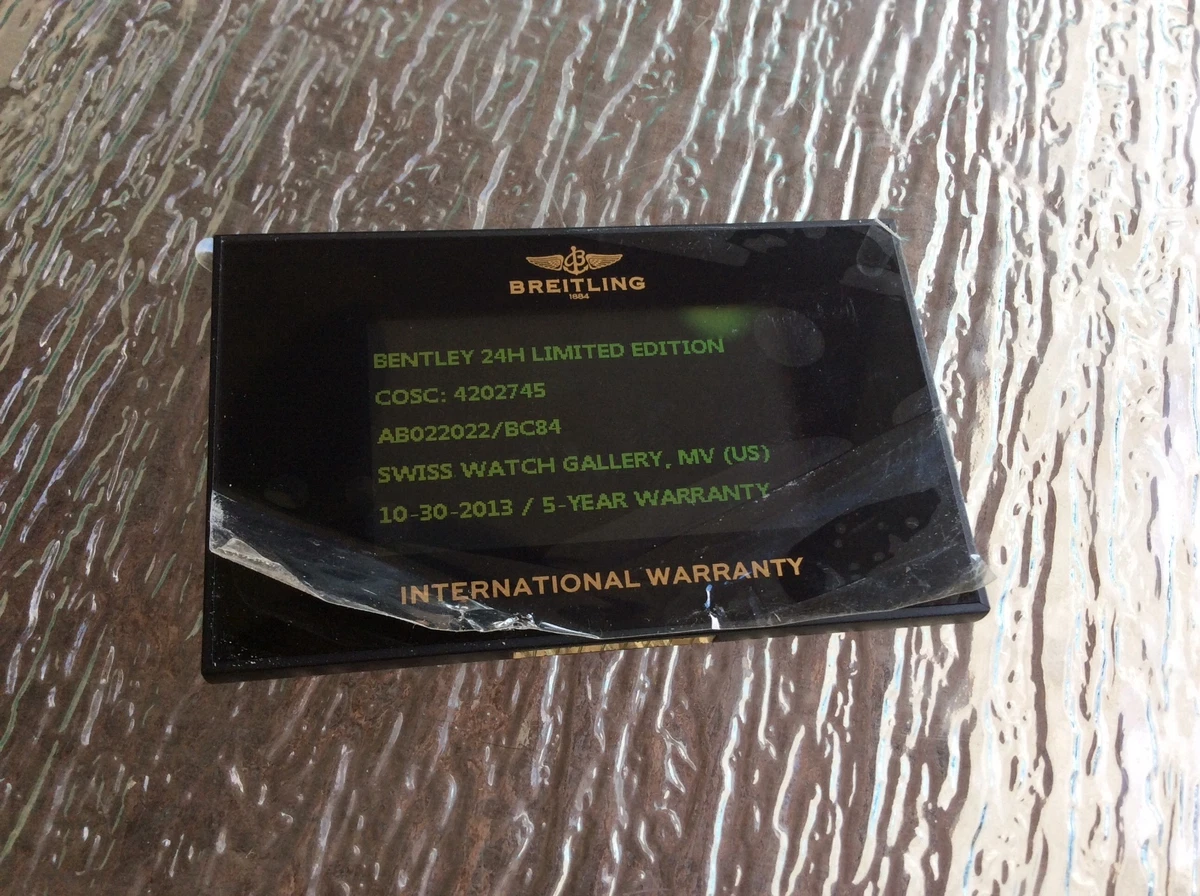 BREITLING
1884
BENTLEY 24H LIMITED EDITION
COSC: 4202745
AB022022/BC84
SWISS WATCH GALLERY, MV (US)
10-30-2013 / 5-YEAR WARRANTY
INTERNATIONAL WARRANTY